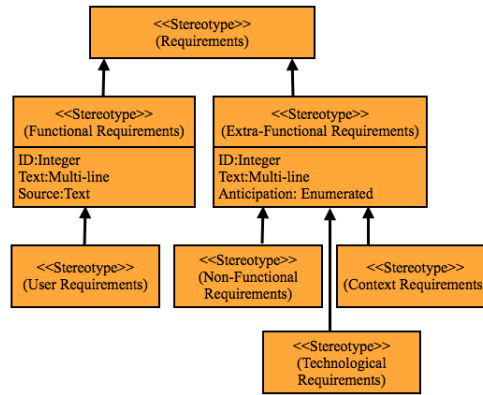 <<Stereotype>>
(Requirements)
<<Stereotype>>
(Functional Requirements)
ID:Integer
Text:Multi-line
Source:Text
<<Stereotype>>
(Extra-Functional Requirements)
ID:Integer
Text:Multi-line
Anticipation: Enumerated
<<Stereotype>>
(User Requirements)
<<Stereotype>>
(Non-Functional
Requirements)
<<Stereotype>>
(Context Requirements
<<Stereotype>>
(Technological
Requirements)